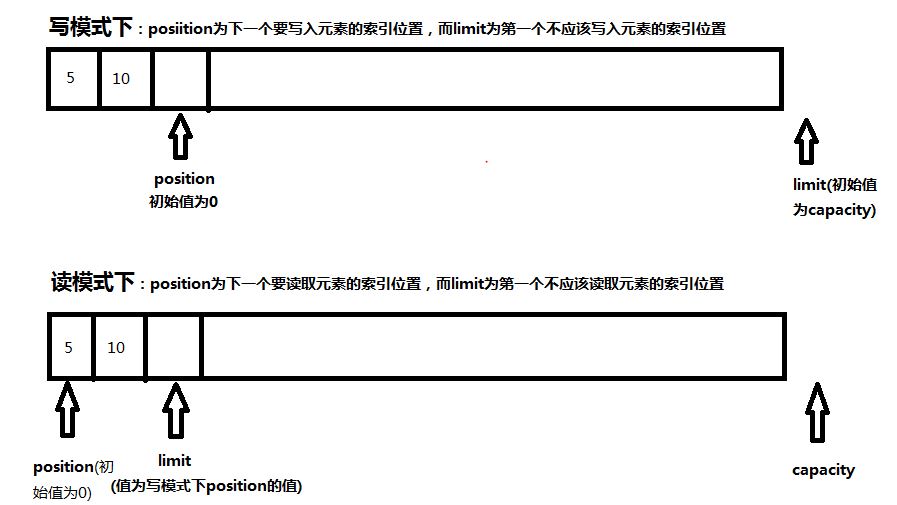 写模式下：posiition为下一个要写入元素的索引位置，而limit为第一个不应该写入元素的索引位置
5 10
position
初始值为0
limit(初始值
为capacity)
读模式下：position为下一个要读取元素的索引位置，而limit为第一个不应该读取元素的索引位置
5 10
position(初
始值为0)
limit
(值为写模式下position的值)
capacity